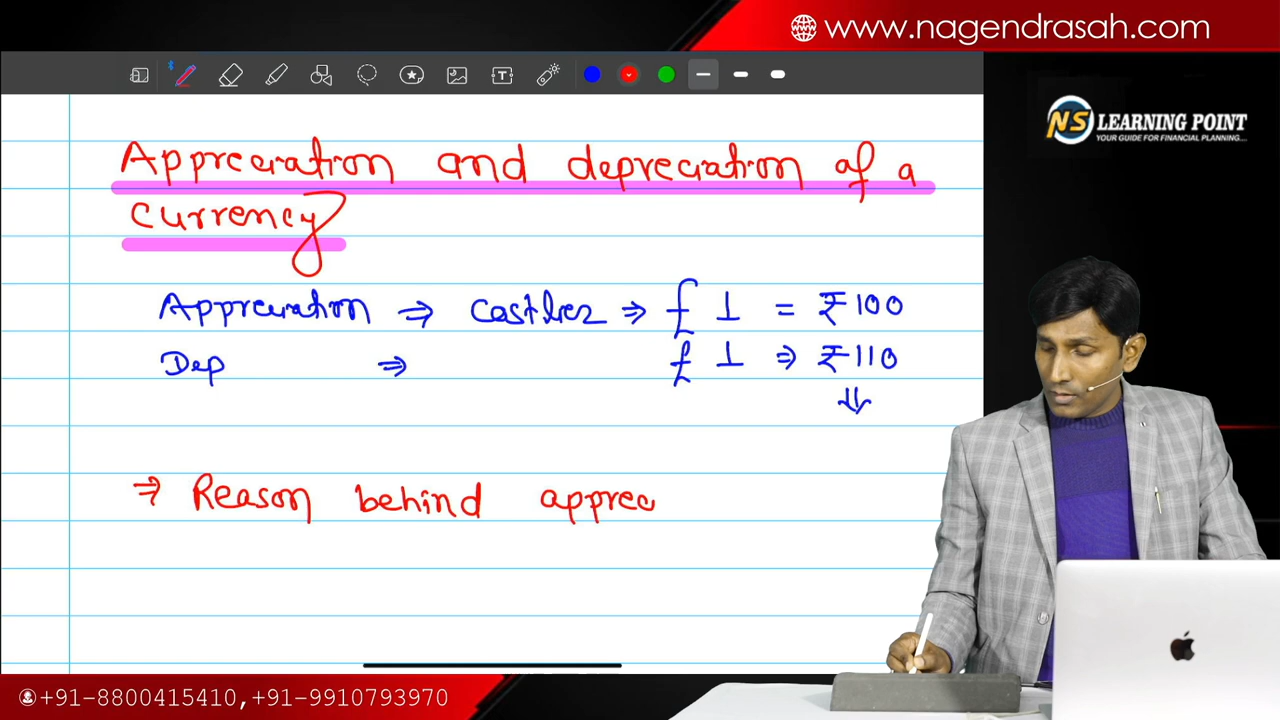 www.nagendrasah.com
NS LEARNING POINT
YOUR GUIDE FOR FINANCIAL PLANNING....
Appreciation and depreciation of a
currency
Appreciation ⇒ costlier ⇒ £ 1 = ₹100
Dep ⇒ £ 1 ⇒ ₹110
⇓
⇒ Reason behind apprec
+91-8800415410,+91-9910793970